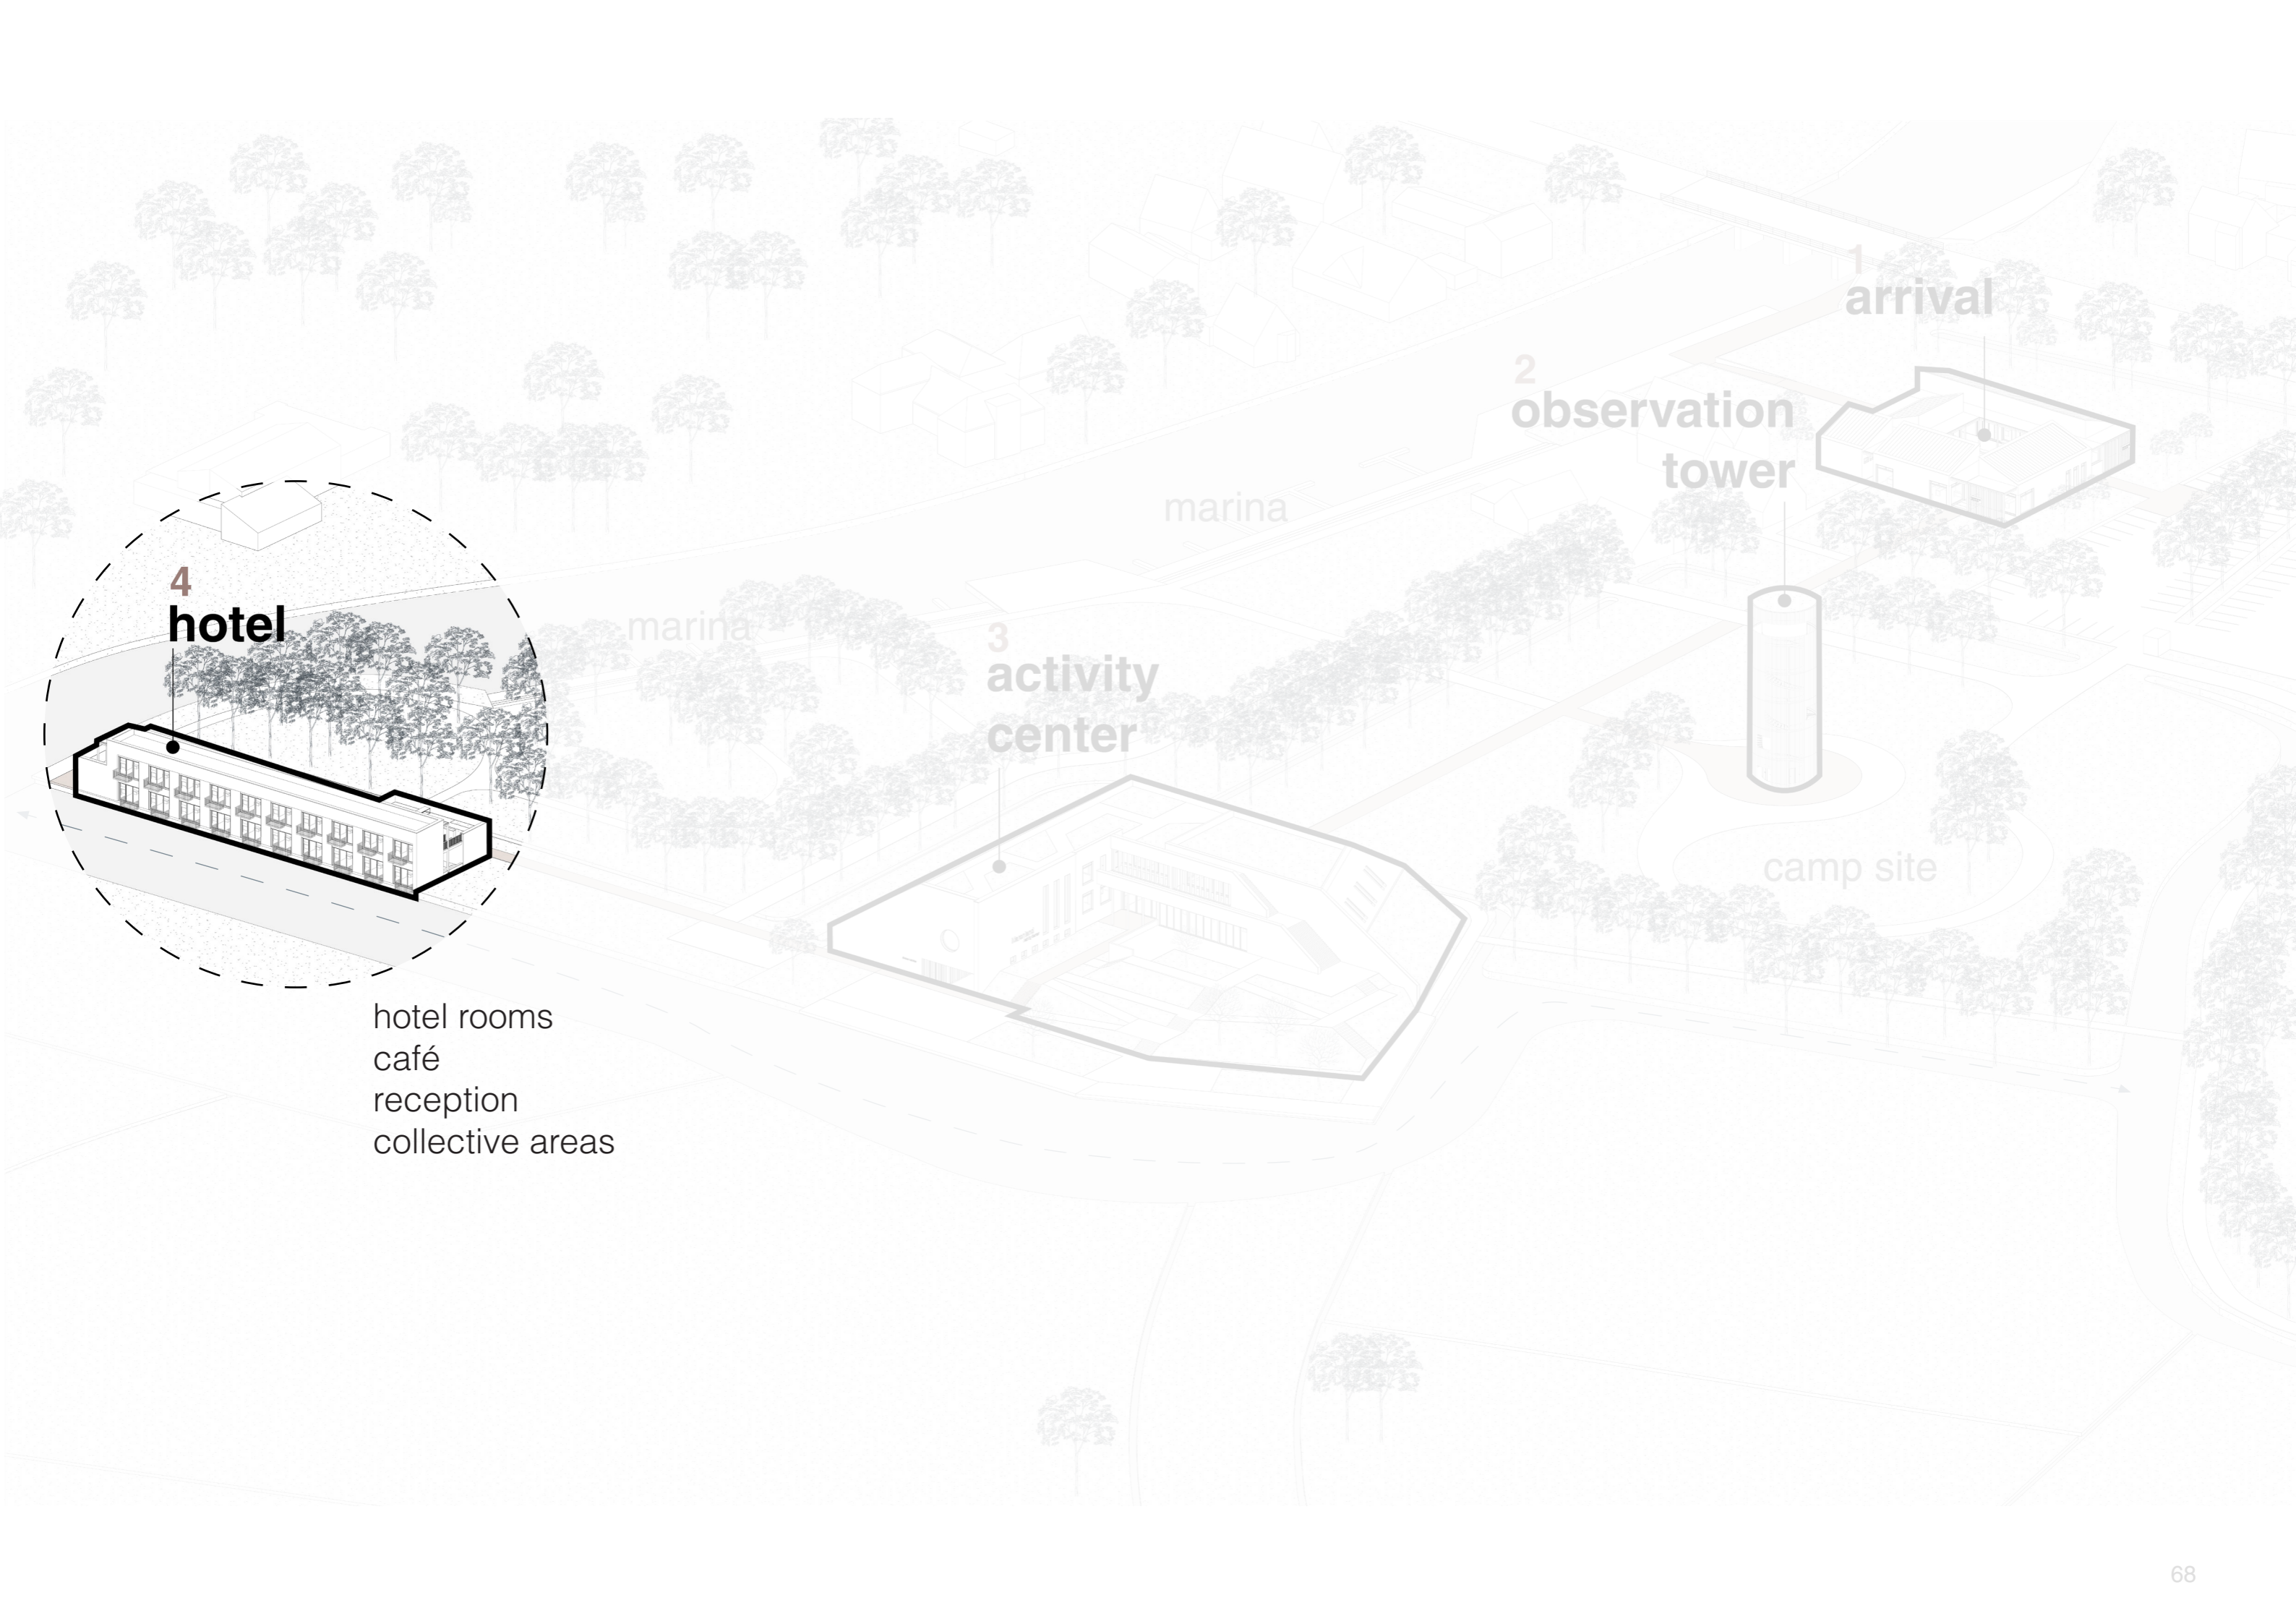 1
arrival
2
observation
tower
marina
4
hotel
marina
3
activity
center
camp site
hotel rooms
café
reception
collective areas
68